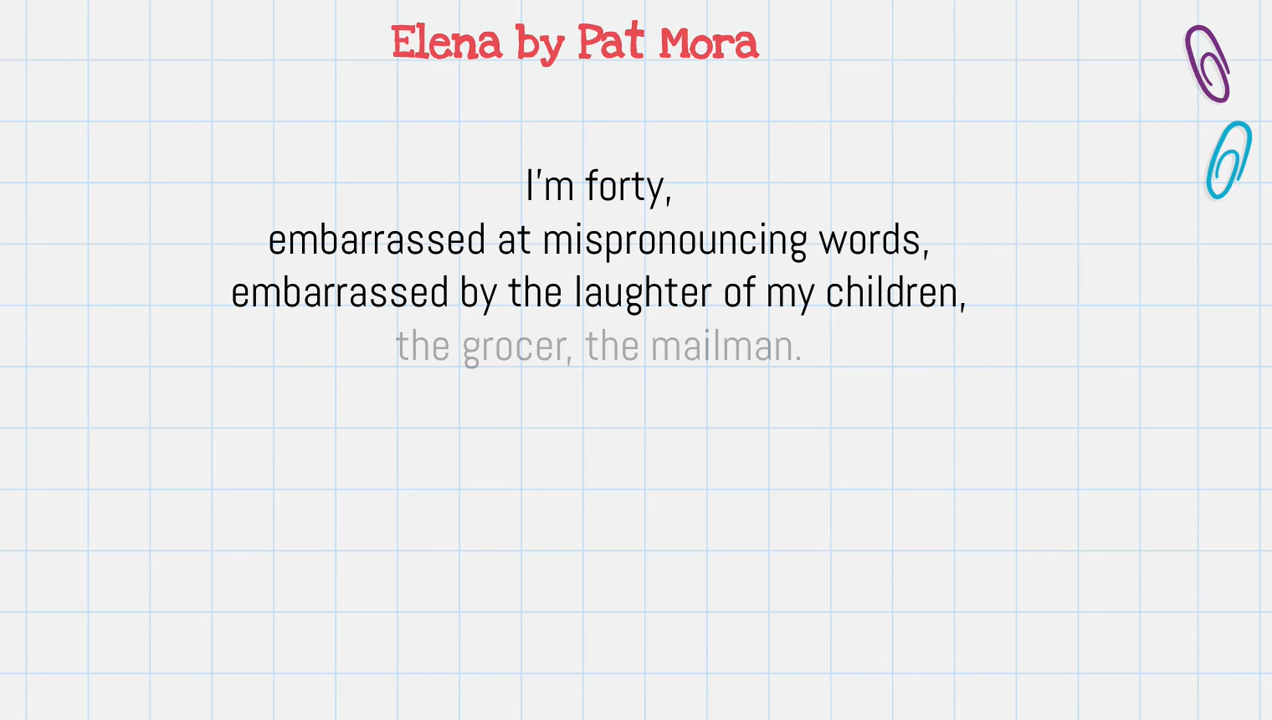 Elena by Pat Mora
I'm forty,
embarrassed at mispronouncing words,
embarrassed by the laughter of my children,
the grocer, the mailman.